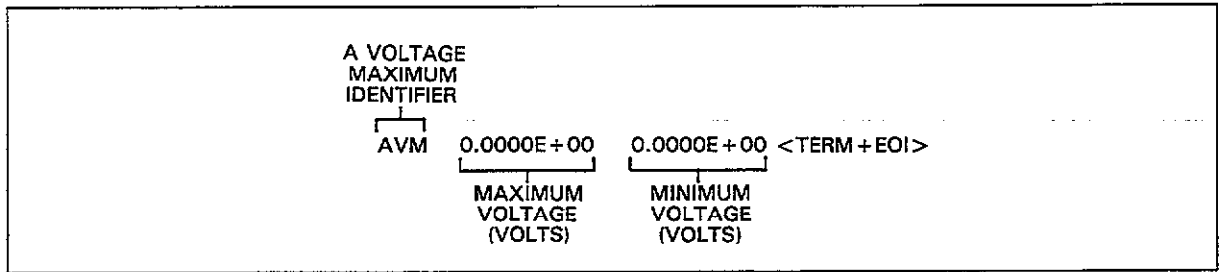 A VOLTAGE
MAXIMUM
IDENTIFIER
AVM 0.0000E+00 0.0000E+00 <TERM+EOI>
MAXIMUM
VOLTAGE
(VOLTS)
MINIMUM
VOLTAGE
(VOLTS)